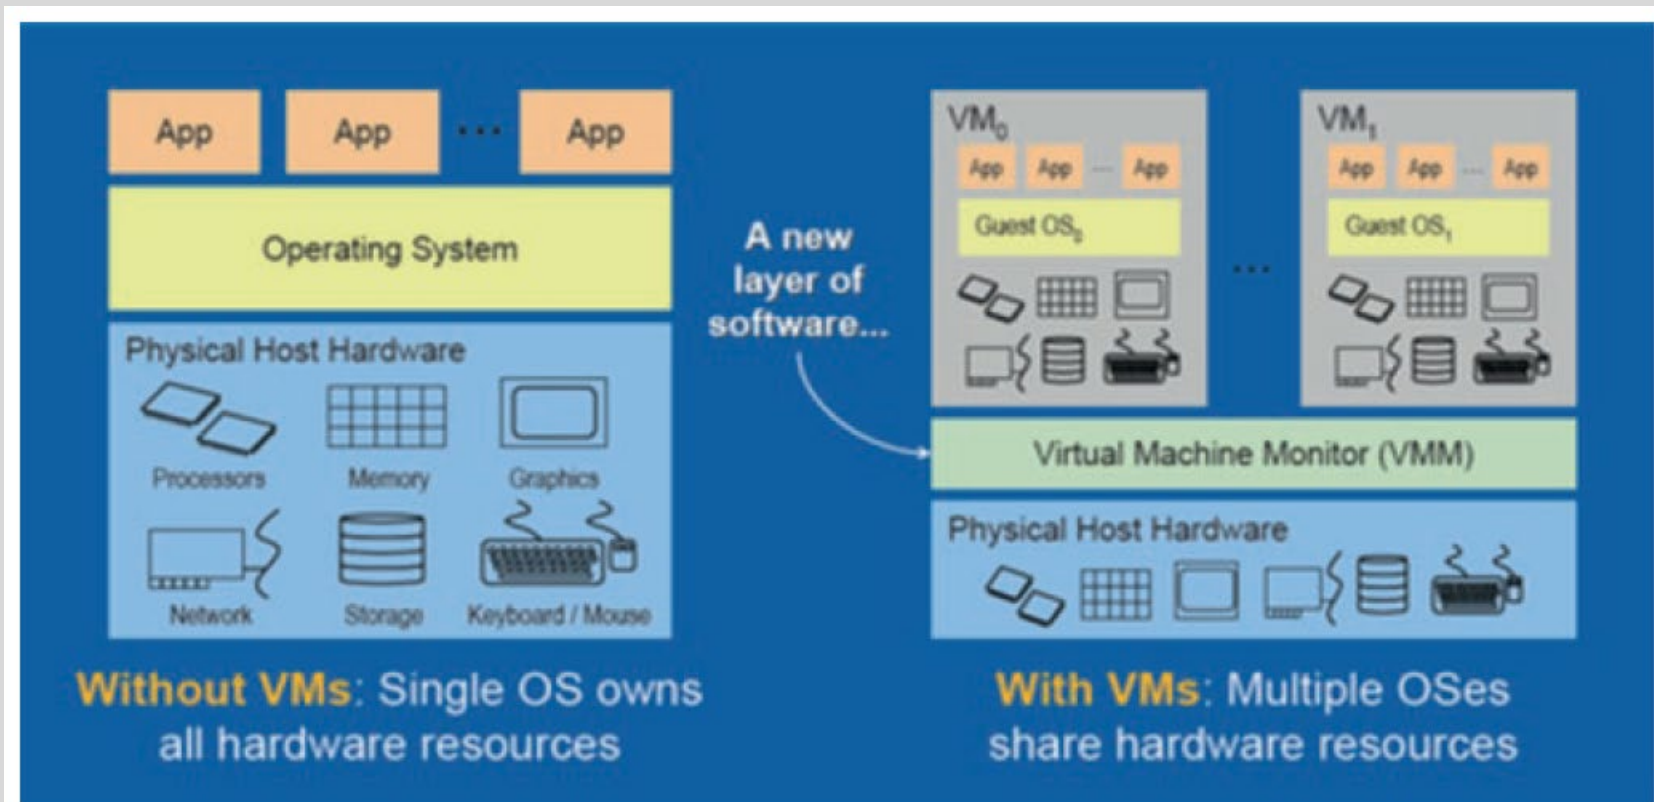 App
App
...
App
Operating System
Physical Host Hardware
Processors
Memory
Graphics
Network
Storage
Keyboard / Mouse
Without VMs: Single OS owns
all hardware resources
A new
layer of
software...
VM₀
App
App
...
App
Guest OS₀
...
VM₁
App
App
...
App
Guest OS₁
Virtual Machine Monitor (VMM)
Physical Host Hardware
With VMs: Multiple OSes
share hardware resources